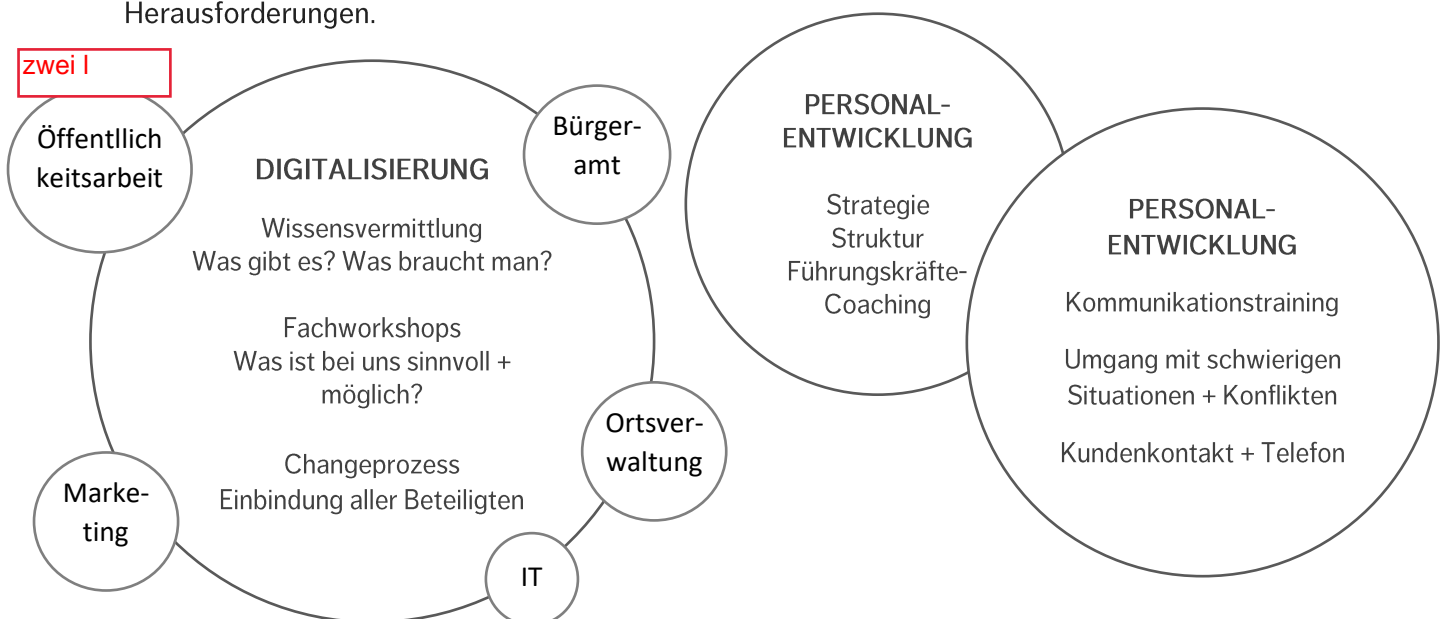 Herausforderungen.
zwei l
Öffentllich
keitsarbeit
Bürger-
amt
DIGITALISIERUNG
Wissensvermittlung
Was gibt es? Was braucht man?
Fachworkshops
Was ist bei uns sinnvoll +
möglich?
Changeprozess
Einbindung aller Beteiligten
Ortsver-
waltung
Marke-
ting
IT
PERSONAL-
ENTWICKLUNG
Strategie
Struktur
Führungskräfte-
Coaching
PERSONAL-
ENTWICKLUNG
Kommunikationstraining
Umgang mit schwierigen
Situationen + Konflikten
Kundenkontakt + Telefon